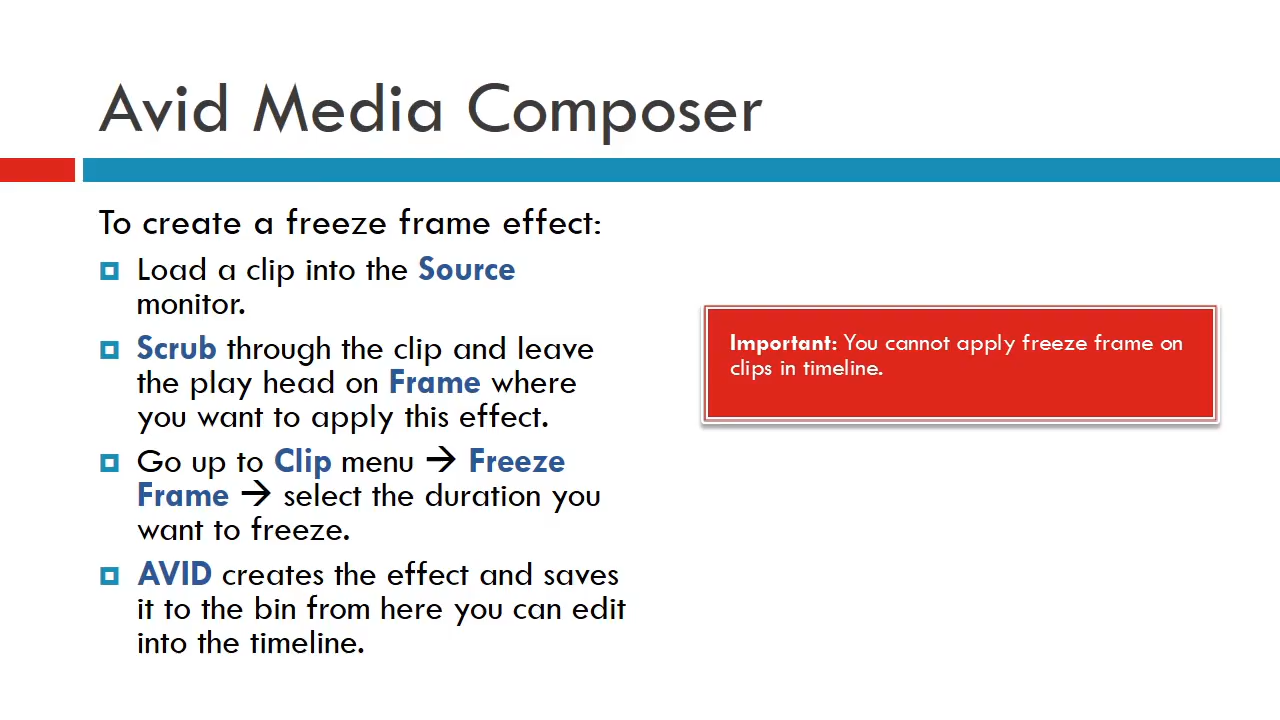 Avid Media Composer
To create a freeze frame effect:
Load a clip into the Source
monitor.
Scrub through the clip and leave
the play head on Frame where
you want to apply this effect.
Go up to Clip menu → Freeze
Frame → select the duration you
want to freeze.
AVID creates the effect and saves
it to the bin from here you can edit
into the timeline.
Important: You cannot apply freeze frame on
clips in timeline.